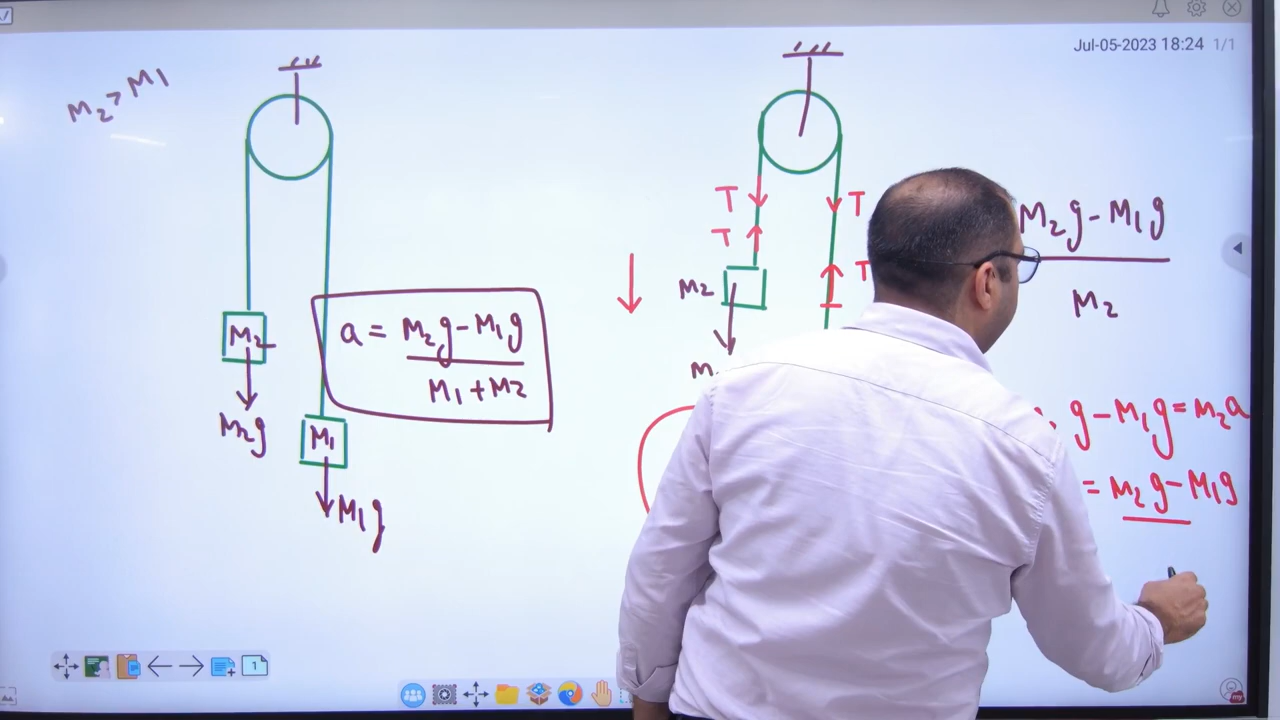 Jul-05-2023 18:24 1/1
M2 > M1
M2
M2g
M1
M1g
a = M2g - M1g
M1 + M2
T
T
T
T
M2
M2g - M1g
M2
g - M1g = M2a
= M2g - M1g
1